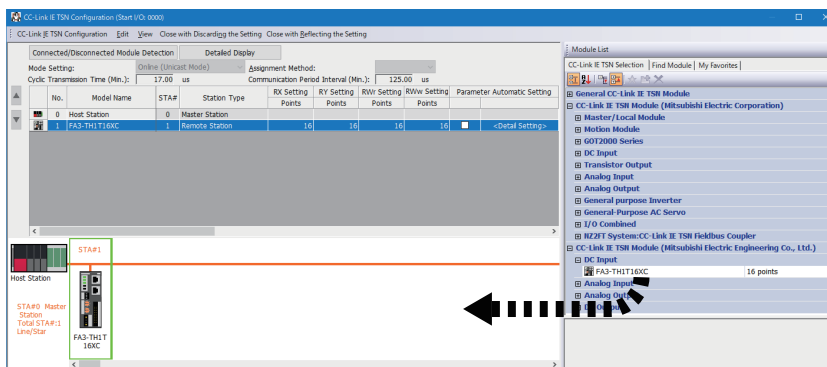 CC-Link IE TSN Configuration (Start I/O: 0000)
CC-Link IE TSN Configuration Edit View Close with Discarding the Setting Close with Reflecting the Setting
Connected/Disconnected Module Detection Detailed Display
Mode Setting: Online (Unicast Mode) Assignment Method:
Cyclic Transmission Time (Min.): 17.00 us Communication Period Interval (Min.): 125.00 us
No. Model Name STA# Station Type RX Setting RY Setting RWr Setting RWw Setting Parameter Automatic Setting
Points Points Points Points
0 Host Station 0 Master Station
1 FA3-TH1T16XC 1 Remote Station 16 16 16 16 <Detail Setting>
STA#1
Host Station
STA#0 Master
Station
Total STA#:1
Line/Star
FA3-TH1T
16XC
Module List
CC-Link IE TSN Selection Find Module My Favorites
General CC-Link IE TSN Module
CC-Link IE TSN Module (Mitsubishi Electric Corporation)
Master/Local Module
Motion Module
GOT2000 Series
DC Input
Transistor Output
Analog Input
Analog Output
General purpose Inverter
General-Purpose AC Servo
I/O Combined
NZ2FT System:CC-Link IE TSN Fieldbus Coupler
CC-Link IE TSN Module (Mitsubishi Electric Engineering Co., Ltd.)
DC Input
FA3-TH1T16XC 16 points
Analog Input
Analog